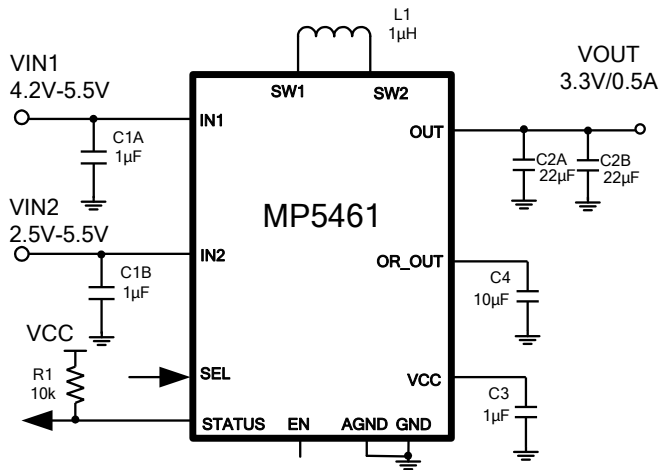 L1
1μH
VIN1
4.2V-5.5V
SW1
SW2
VOUT
3.3V/0.5A
IN1
OUT
C1A
1μF
C2A
22μF
C2B
22μF
VIN2
2.5V-5.5V
MP5461
IN2
OR_OUT
C1B
1μF
C4
10μF
VCC
R1
10k
SEL
VCC
C3
1μF
STATUS
EN
AGND
GND